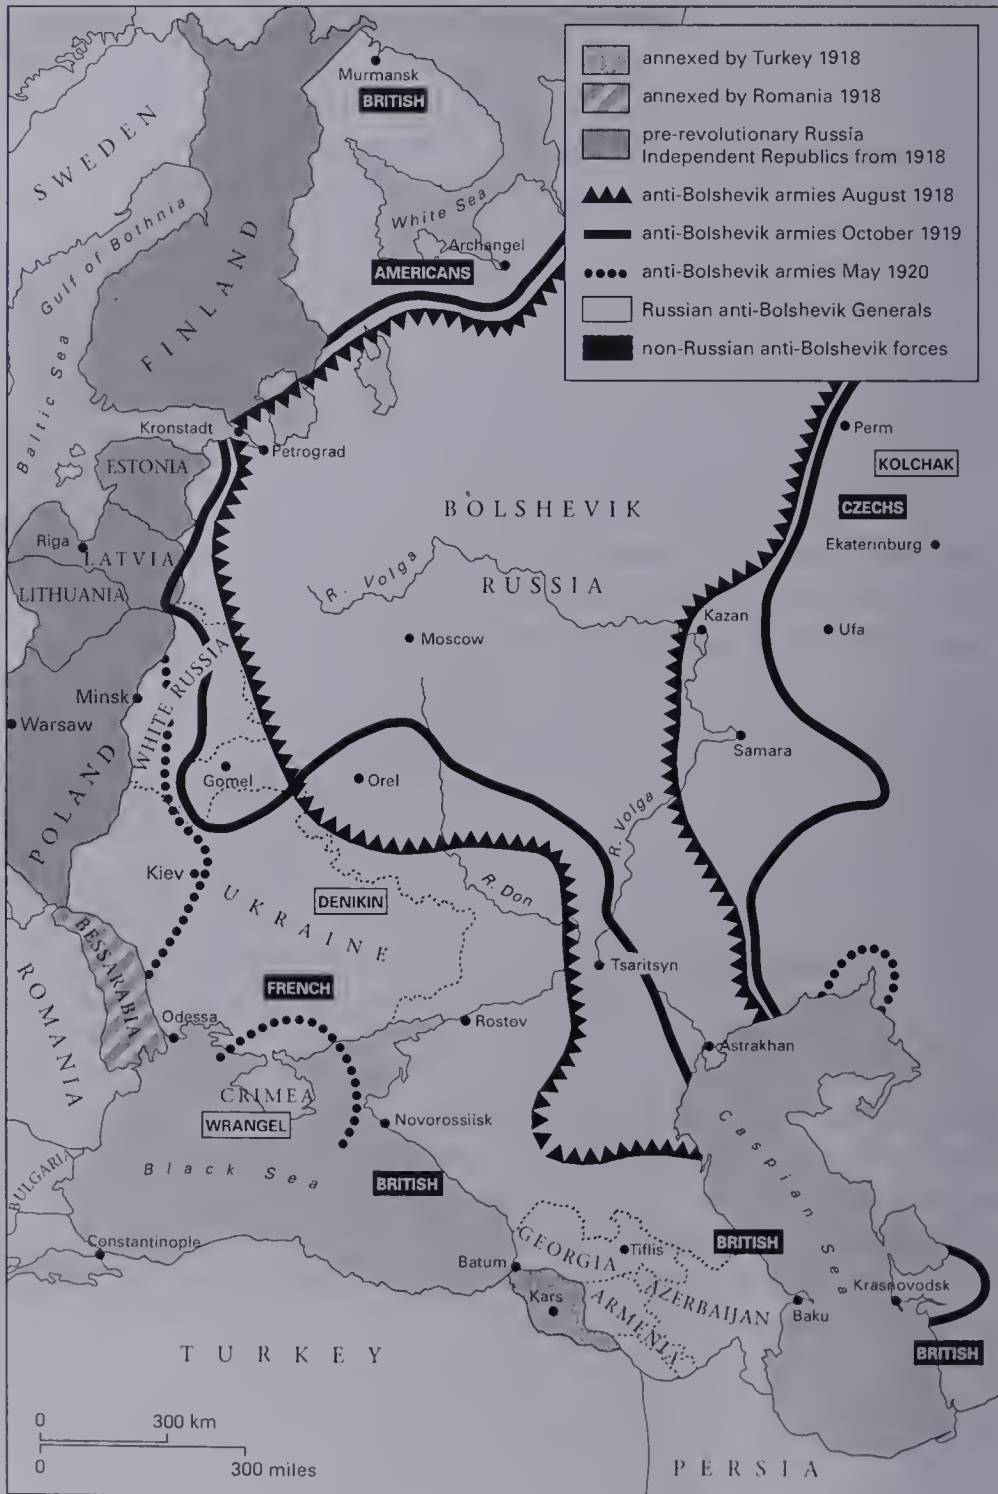 annexed by Turkey 1918
annexed by Romania 1918
pre-revolutionary Russia
Independent Republics from 1918
anti-Bolshevik armies August 1918
anti-Bolshevik armies October 1919
anti-Bolshevik armies May 1920
Russian anti-Bolshevik Generals
non-Russian anti-Bolshevik forces
Murmansk
BRITISH
SWEDEN
Gulf of Bothnia
White Sea
Archangel
AMERICANS
FINLAND
Baltic Sea
Kronstadt
Petrograd
Perm
KOLCHAK
ESTONIA
CZECHS
BOLSHEVIK
RUSSIA
Riga
LATVIA
Ekaterinburg
R. Volga
LITHUANIA
Kazan
Ufa
Moscow
WHITE RUSSIA
Minsk
Warsaw
Samara
Gomel
Orel
POLAND
R. Volga
Kiev
UKRAINE
DENIKIN
R. Don
BESSARABIA
Tsaritsyn
ROMANIA
FRENCH
Odessa
Rostov
Astrakhan
CRIMEA
WRANGEL
Novorossiisk
Caspian Sea
Black Sea
BRITISH
BULGARIA
Constantinople
GEORGIA
Tiflis
BRITISH
Batum
Kars
ARMENIA
AZERBAIJAN
Baku
Krasnovodsk
BRITISH
TURKEY
0 300 km
0 300 miles
PERSIA